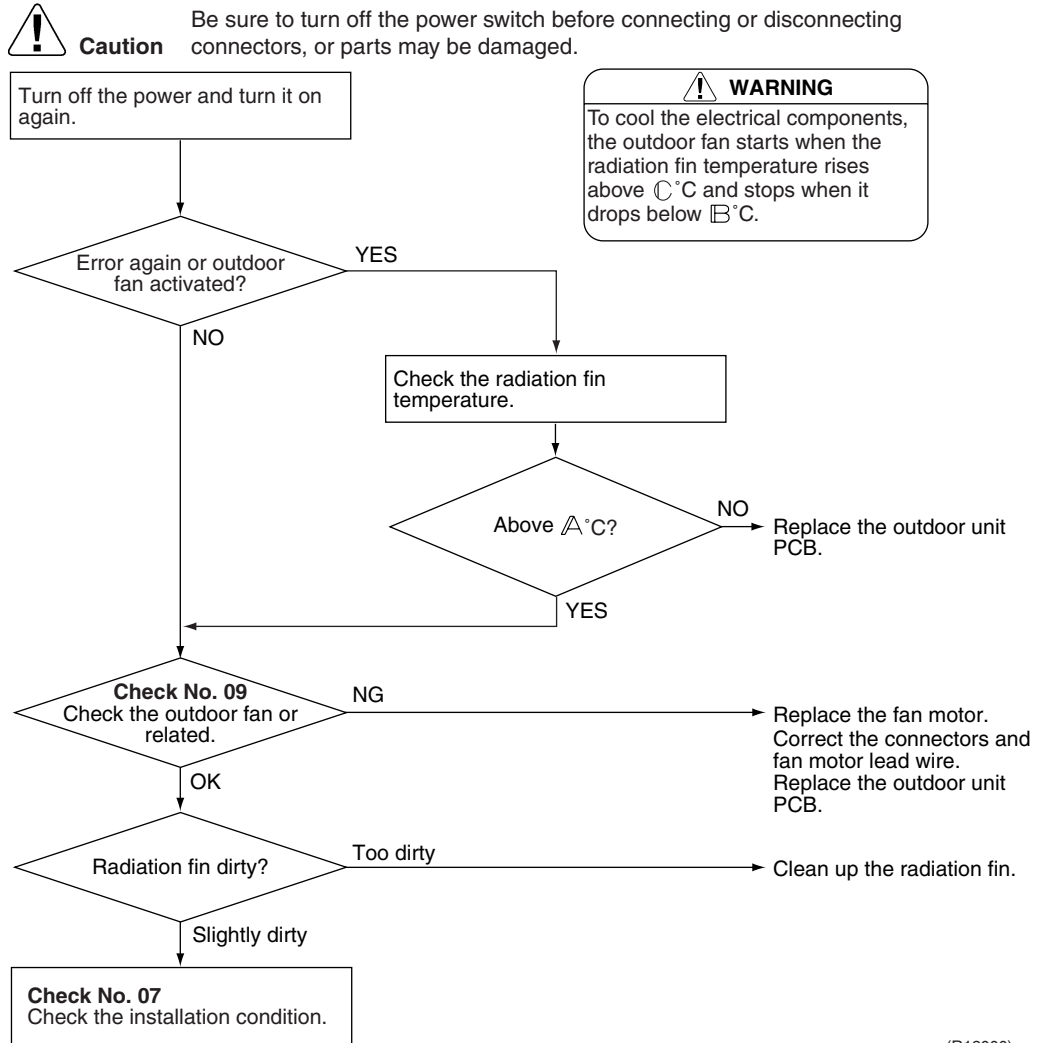 Be sure to turn off the power switch before connecting or disconnecting
Caution connectors, or parts may be damaged.
Turn off the power and turn it on
again.
WARNING
To cool the electrical components,
the outdoor fan starts when the
radiation fin temperature rises
above ℂ°C and stops when it
drops below 𝔹°C.
Error again or outdoor
fan activated?
YES
NO
Check the radiation fin
temperature.
Above 𝔸°C?
NO
Replace the outdoor unit
PCB.
YES
Check No. 09
Check the outdoor fan or
related.
NG
Replace the fan motor.
Correct the connectors and
fan motor lead wire.
Replace the outdoor unit
PCB.
OK
Radiation fin dirty?
Too dirty
Clean up the radiation fin.
Slightly dirty
Check No. 07
Check the installation condition.